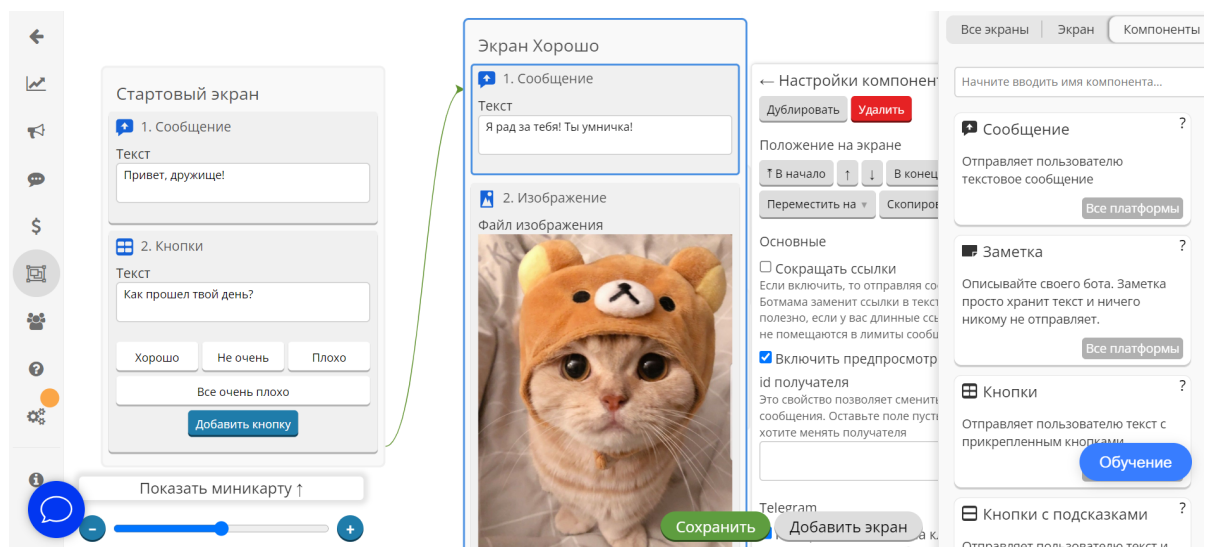 Стартовый экран
1. Сообщение
Текст
Привет, дружище!
2. Кнопки
Текст
Как прошел твой день?
Хорошо
Не очень
Плохо
Все очень плохо
Добавить кнопку
Показать миникарту ↑
Экран Хорошо
1. Сообщение
Текст
Я рад за тебя! Ты умничка!
2. Изображение
Файл изображения
← Настройки компонен
Дублировать Удалить
Положение на экране
⭡ В начало ↑ ↓ В конец
Переместить на ▼ Скопиров
Основные
Сокращать ссылки
Если включить, то отправляя со
Ботмама заменит ссылки в текст
полезно, если у вас длинные ссы
не помещаются в лимиты сообщ
Включить предпросмотр
id получателя
Это свойство позволяет сменить
сообщения. Оставьте поле пуст
хотите менять получателя
Telegram
Сохранить
Добавить экран
Все экраны
Экран
Компоненты
Начните вводить имя компонента...
Сообщение ?
Отправляет пользователю
текстовое сообщение
Все платформы
Заметка ?
Описывайте своего бота. Заметка
просто хранит текст и ничего
никому не отправляет.
Все платформы
Кнопки ?
Отправляет пользователю текст с
прикрепленным кнопками
Обучение
Кнопки с подсказками ?
Отправляет пользователю текст и